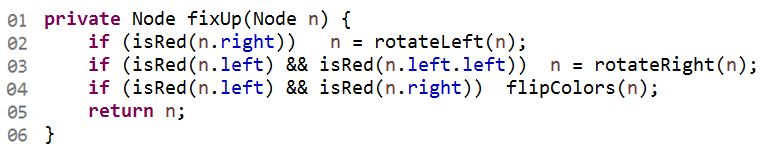 01 private Node fixUp(Node n) {
02     if (isRed(n.right))   n = rotateLeft(n);
03     if (isRed(n.left) && isRed(n.left.left))  n = rotateRight(n);
04     if (isRed(n.left) && isRed(n.right))  flipColors(n);
05     return n;
06 }